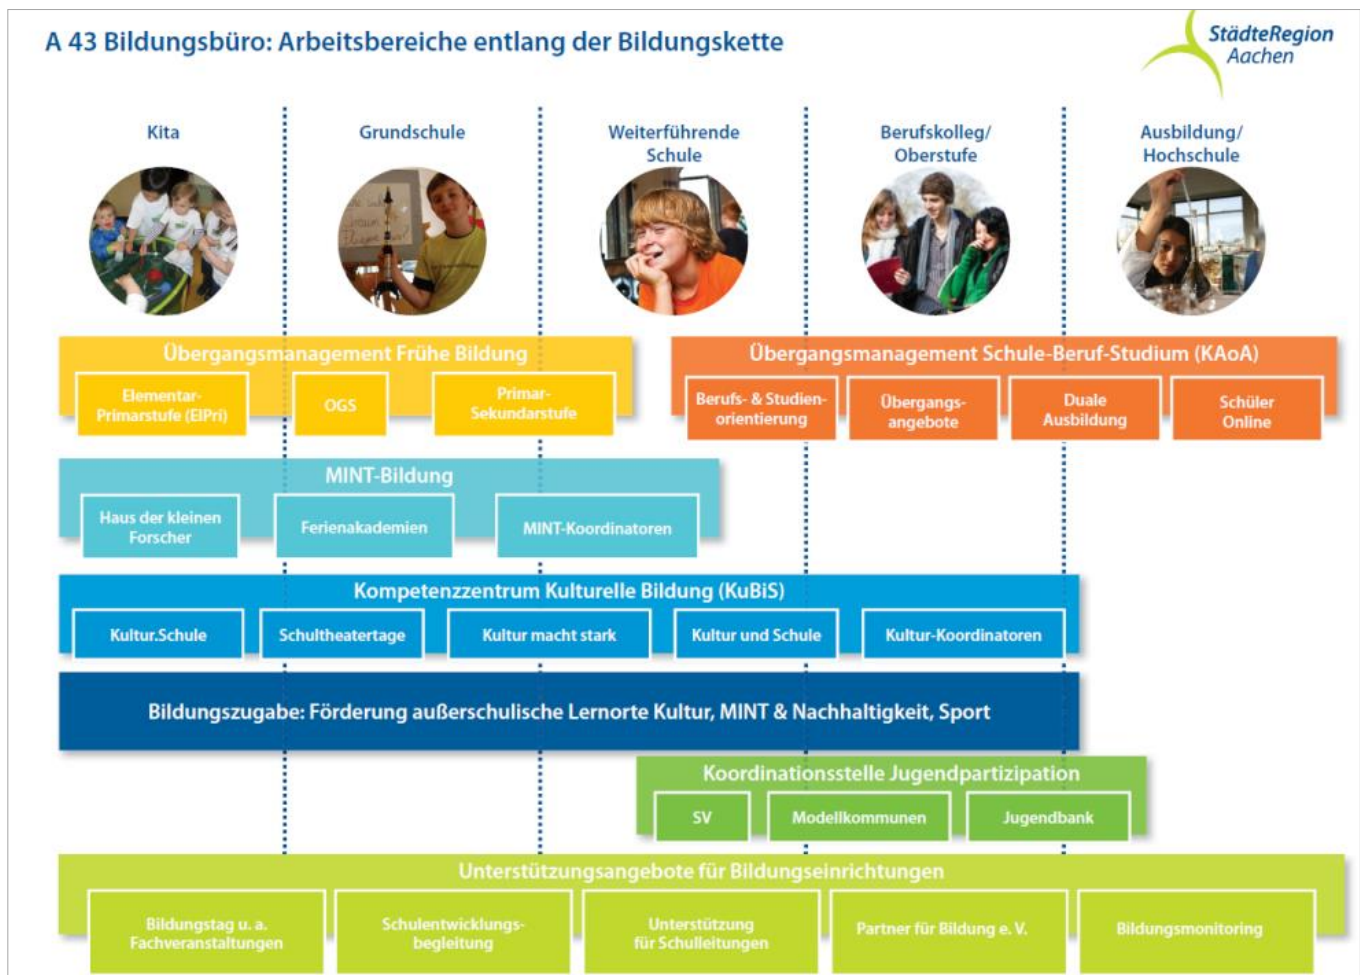 A 43 Bildungsbüro: Arbeitsbereiche entlang der Bildungskette
StädteRegion
Aachen
Kita
Grundschule
Weiterführende
Schule
Berufskolleg/
Oberstufe
Ausbildung/
Hochschule
Übergangsmanagement Frühe Bildung
Elementar-
Primarstufe (ElPri)
OGS
Primar-
Sekundarstufe
Übergangsmanagement Schule-Beruf-Studium (KAoA)
Berufs- & Studien-
orientierung
Übergangs-
angebote
Duale
Ausbildung
Schüler
Online
MINT-Bildung
Haus der kleinen
Forscher
Ferienakademien
MINT-Koordinatoren
Kompetenzzentrum Kulturelle Bildung (KuBiS)
Kultur.Schule
Schultheatertage
Kultur macht stark
Kultur und Schule
Kultur-Koordinatoren
Bildungszugabe: Förderung außerschulische Lernorte Kultur, MINT & Nachhaltigkeit, Sport
Koordinationsstelle Jugendpartizipation
SV
Modellkommunen
Jugendbank
Unterstützungsangebote für Bildungseinrichtungen
Bildungstag u. a.
Fachveranstaltungen
Schulentwicklungs-
begleitung
Unterstützung
für Schulleitungen
Partner für Bildung e. V.
Bildungsmonitoring